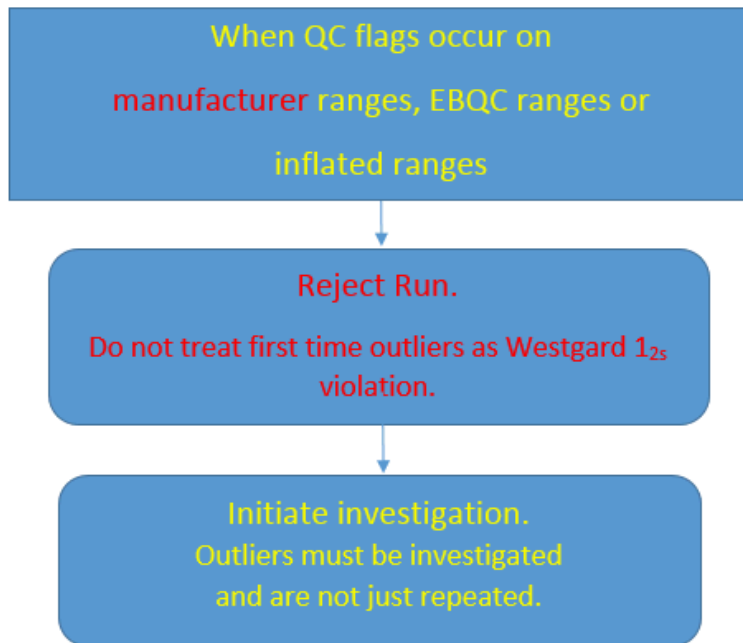 When QC flags occur on
manufacturer ranges, EBQC ranges or
inflated ranges
Reject Run.
Do not treat first time outliers as Westgard 1₂ₛ
violation.
Initiate investigation.
Outliers must be investigated
and are not just repeated.